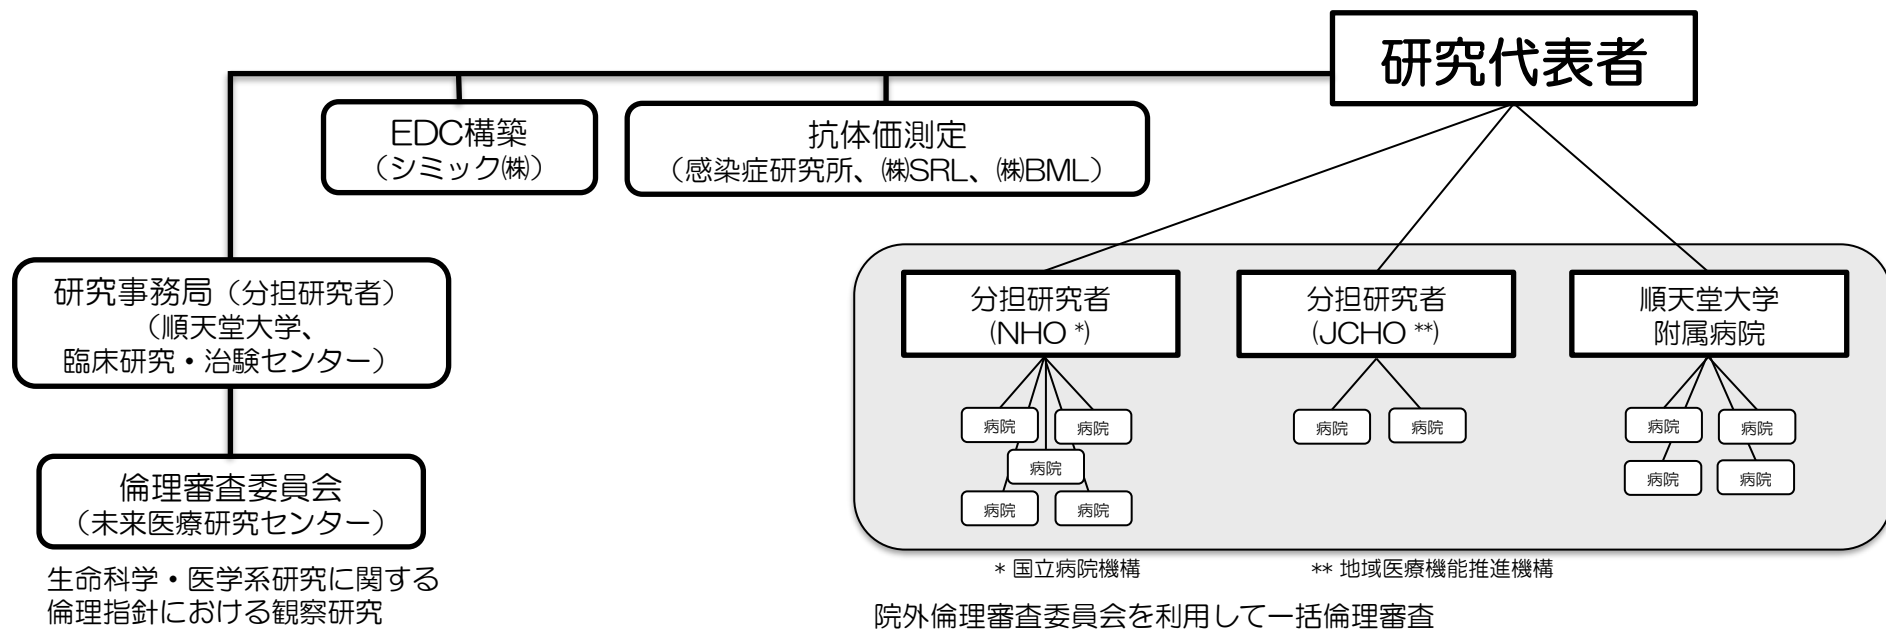 研究代表者
EDC構築
（シミック㈱）
抗体価測定
（感染症研究所、㈱SRL、㈱BML）
研究事務局（分担研究者）
（順天堂大学、
臨床研究・治験センター）
倫理審査委員会
（未来医療研究センター）
生命科学・医学系研究に関する
倫理指針における観察研究
分担研究者
(NHO *)
分担研究者
(JCHO **)
順天堂大学
附属病院
病院
病院
病院
病院
病院
病院
病院
病院
病院
病院
病院
* 国立病院機構
** 地域医療機能推進機構
院外倫理審査委員会を利用して一括倫理審査